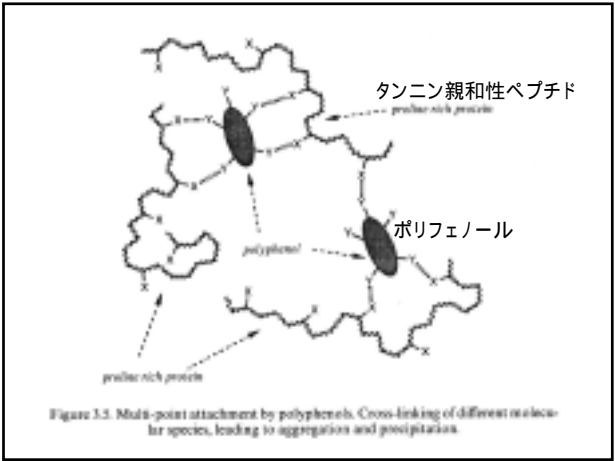 タンニン親和性ペプチド
proline rich protein
ポリフェノール
polyphenol
proline rich protein
Figure 3.5. Multi-point attachment by polyphenols. Cross-linking of different molecu-
lar species, leading to aggregation and precipitation.